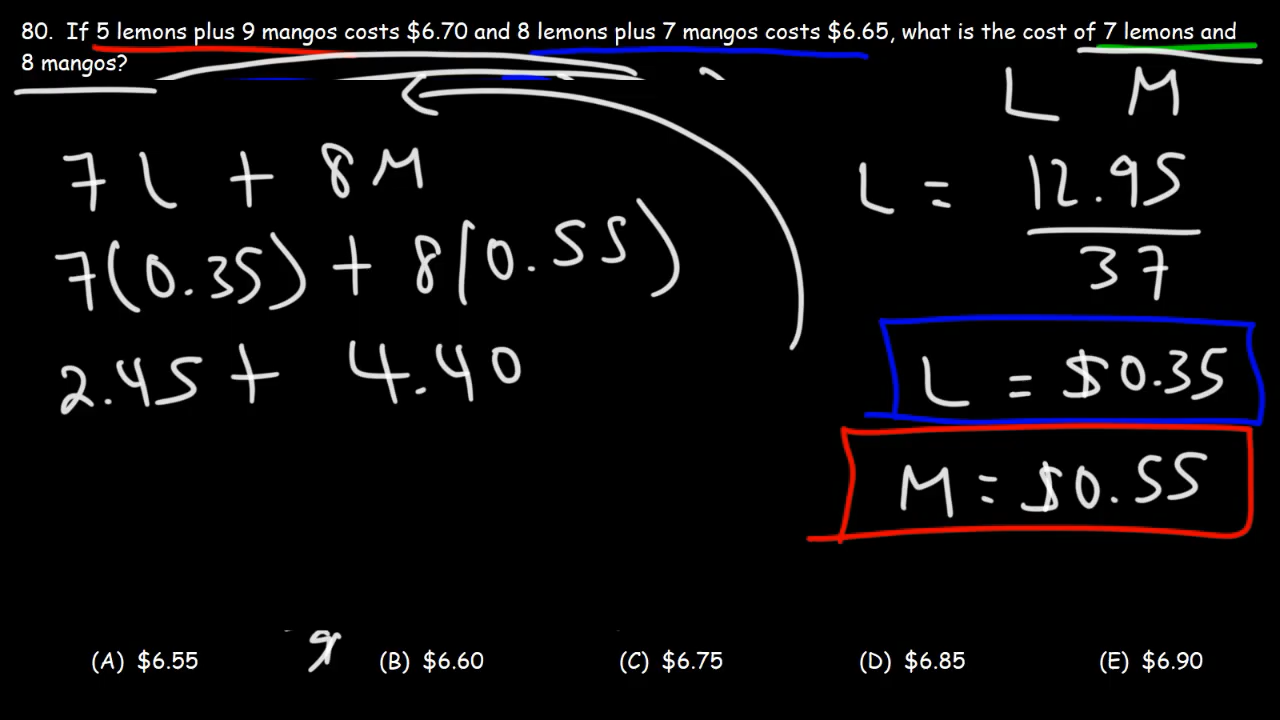 80. If 5 lemons plus 9 mangos costs $6.70 and 8 lemons plus 7 mangos costs $6.65, what is the cost of 7 lemons and
8 mangos?
L M
7 L + 8 M
L = 12.95
37
7(0.35) + 8(0.55)
2.45 + 4.40
L = $0.35
M = $0.55
(A) $6.55 (B) $6.60 (C) $6.75 (D) $6.85 (E) $6.90